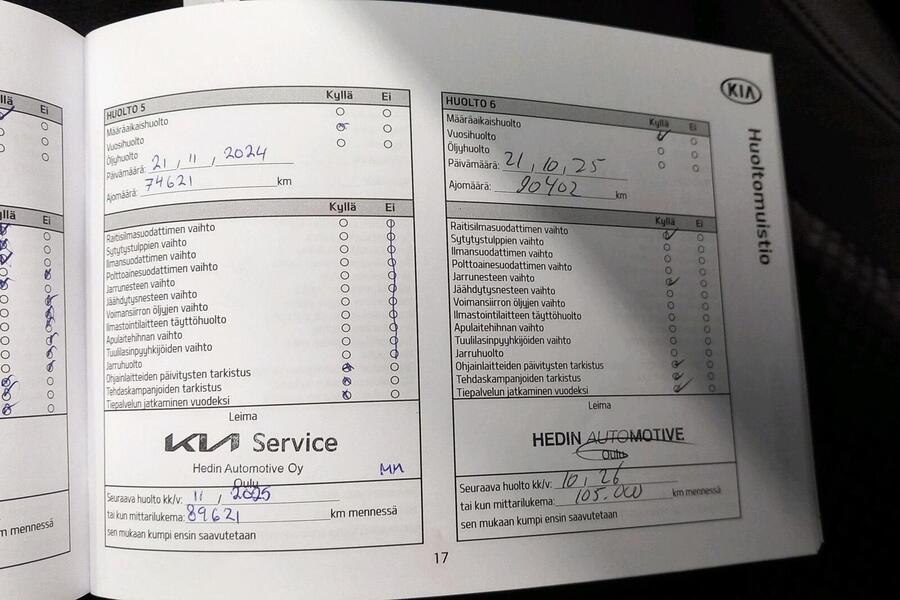 Ei
Ei
n mennessä
HUOLTO 5 Kyllä Ei
Määräaikaishuolto
Vuosihuolto
Öljyhuolto
Päivämäärä: 21, 11, 2024
Ajomäärä: 74621 km
Kyllä Ei
Raitisilmasuodattimen vaihto
Sytytystulppien vaihto
Ilmansuodattimen vaihto
Polttoainesuodattimen vaihto
Jarrunesteen vaihto
Jäähdytysnesteen vaihto
Voimansiirron öljyjen vaihto
Ilmastointilaitteen täyttöhuolto
Apulaitehihnan vaihto
Tuulilasinpyyhkijöiden vaihto
Jarruhuolto
Ohjainlaitteiden päivitysten tarkistus
Tehdaskampanjoiden tarkistus
Tiepalvelun jatkaminen vuodeksi
Leima
KIA Service
Hedin Automotive Oy
Oulu
MM
Seuraava huolto kk/v: 11, 2025
tai kun mittarilukema: 89621 km mennessä
sen mukaan kumpi ensin saavutetaan
HUOLTO 6 Kyllä Ei
Määräaikaishuolto
Vuosihuolto
Öljyhuolto
Päivämäärä: 21, 10, 25
Ajomäärä: 90402 km
Kyllä Ei
Raitisilmasuodattimen vaihto
Sytytystulppien vaihto
Ilmansuodattimen vaihto
Polttoainesuodattimen vaihto
Jarrunesteen vaihto
Jäähdytysnesteen vaihto
Voimansiirron öljyjen vaihto
Ilmastointilaitteen täyttöhuolto
Apulaitehihnan vaihto
Tuulilasinpyyhkijöiden vaihto
Jarruhuolto
Ohjainlaitteiden päivitysten tarkistus
Tehdaskampanjoiden tarkistus
Tiepalvelun jatkaminen vuodeksi
Leima
HEDIN AUTOMOTIVE
Oulu
Seuraava huolto kk/v: 10, 26
tai kun mittarilukema: 105.000 km mennessä
sen mukaan kumpi ensin saavutetaan
KIA
Huoltomuistio
17